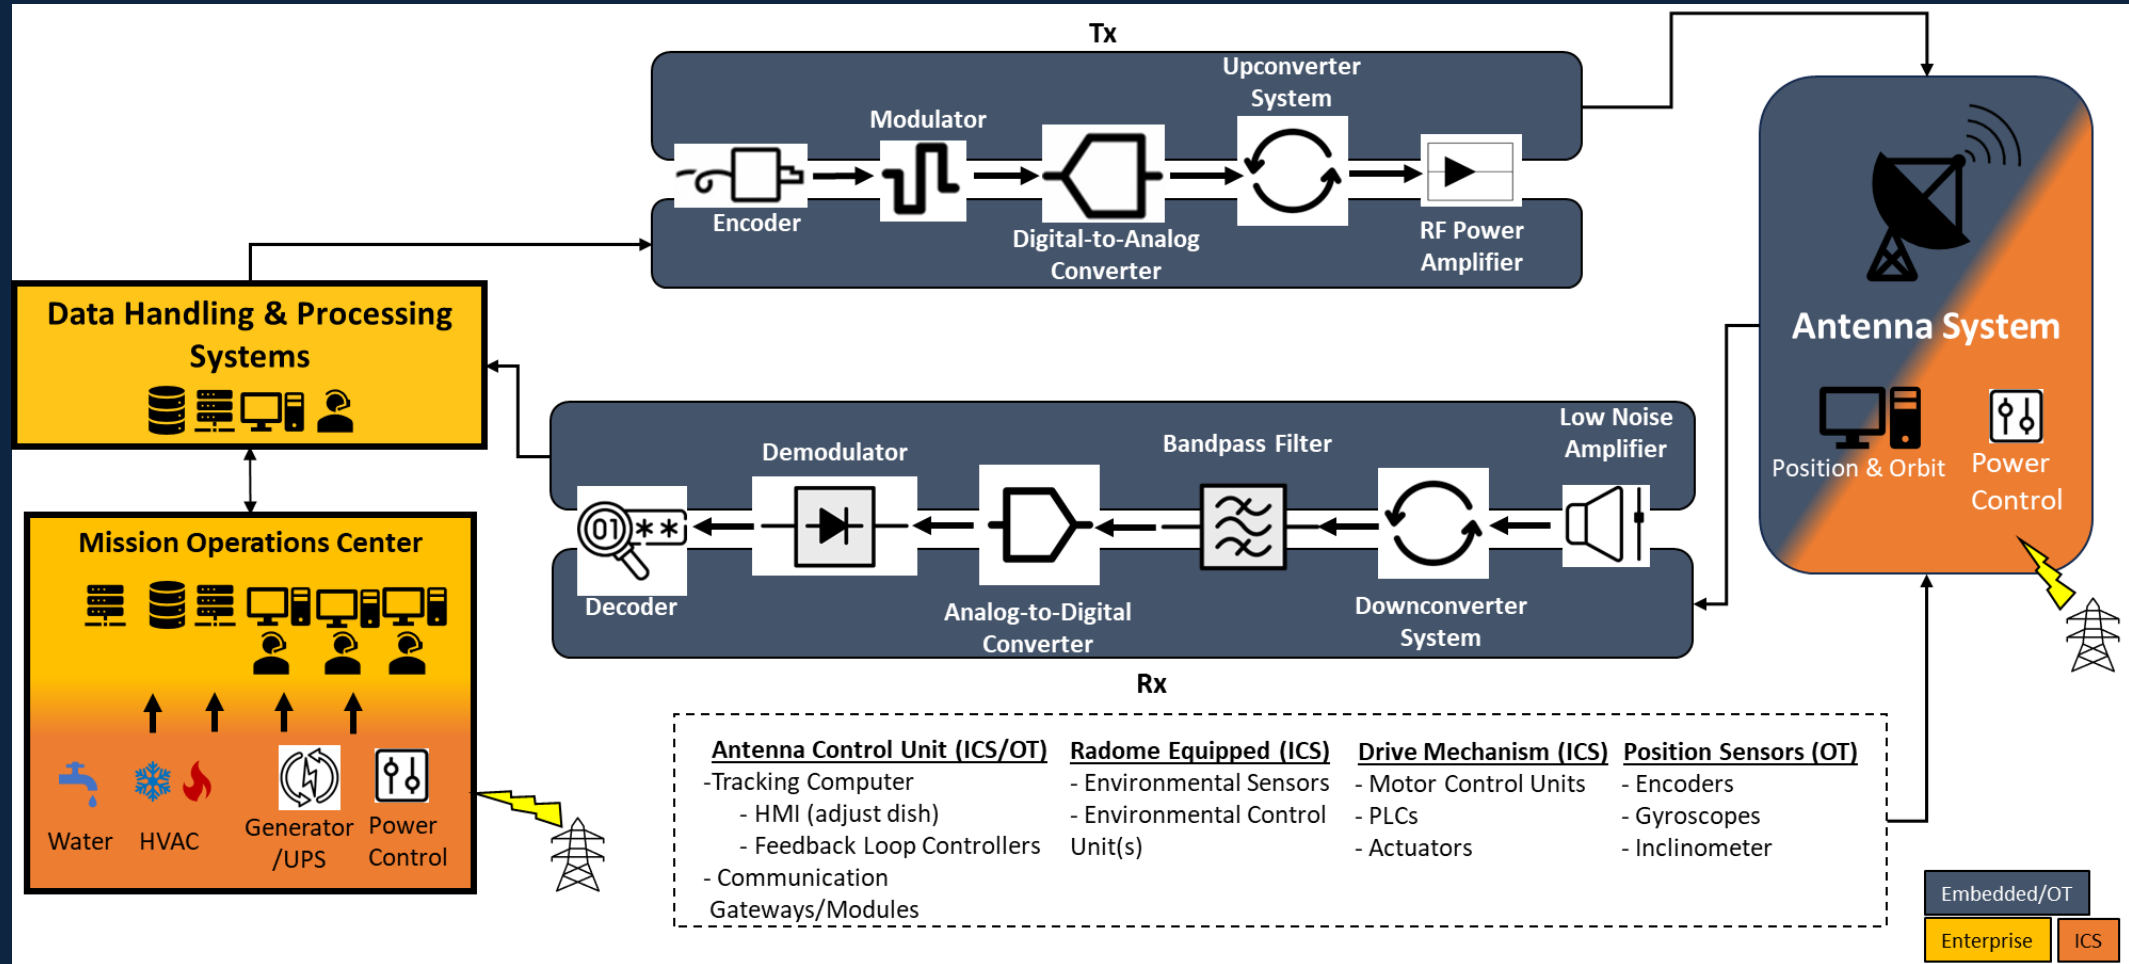 Tx
Upconverter
System
Modulator
Encoder
Digital-to-Analog
Converter
RF Power
Amplifier
Data Handling & Processing
Systems
Antenna System
Position & Orbit
Power
Control
Low Noise
Amplifier
Bandpass Filter
Demodulator
01**
Decoder
Analog-to-Digital
Converter
Downconverter
System
Rx
Mission Operations Center
Water
HVAC
Generator
/UPS
Power
Control
Antenna Control Unit (ICS/OT)
-Tracking Computer
- HMI (adjust dish)
- Feedback Loop Controllers
- Communication
Gateways/Modules
Radome Equipped (ICS)
- Environmental Sensors
- Environmental Control
Unit(s)
Drive Mechanism (ICS)
- Motor Control Units
- PLCs
- Actuators
Position Sensors (OT)
- Encoders
- Gyroscopes
- Inclinometer
Embedded/OT
Enterprise
ICS